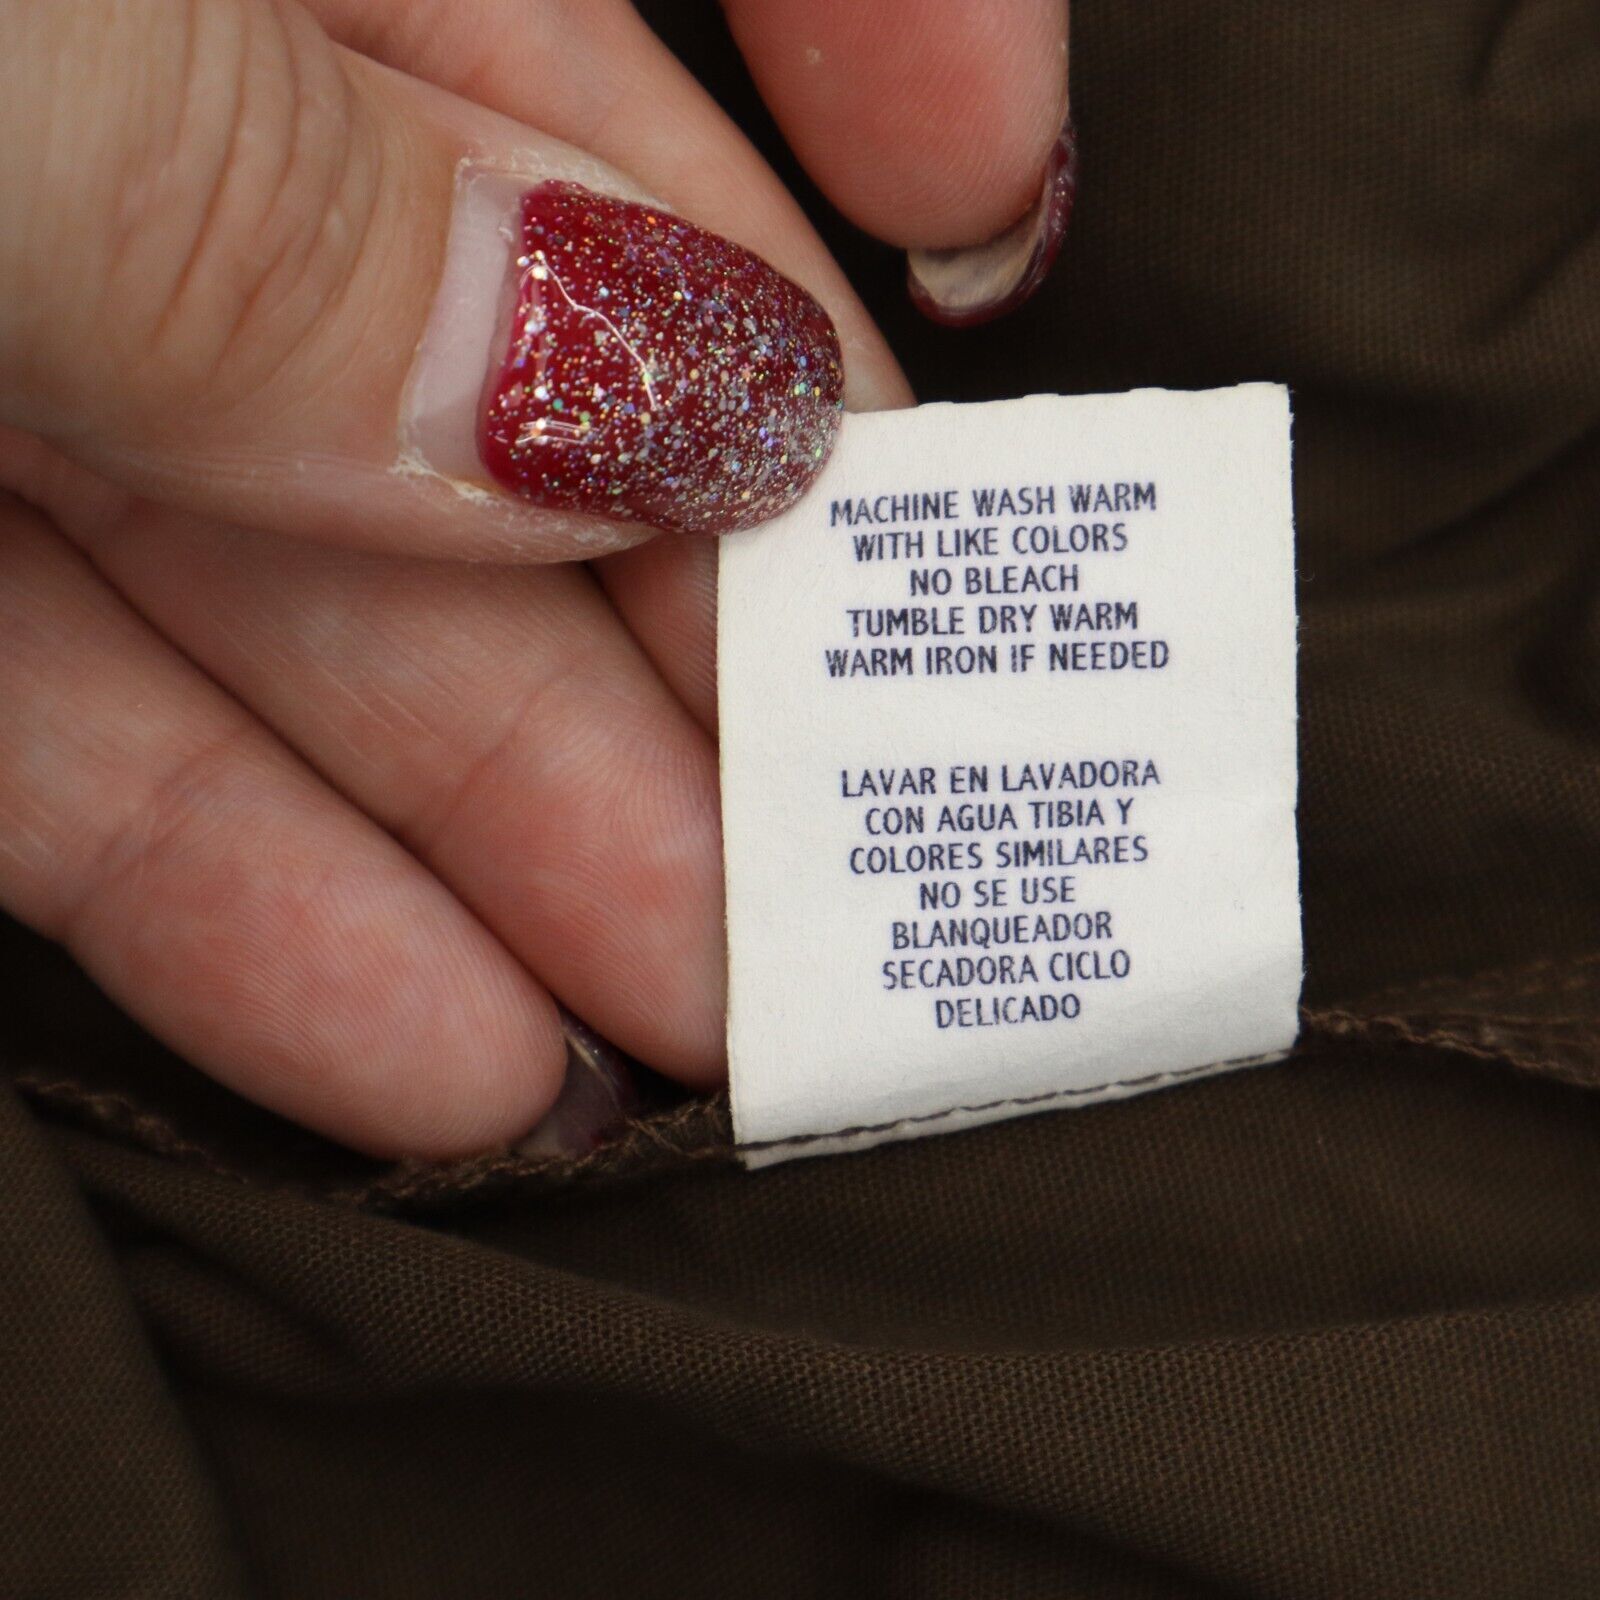 MACHINE WASH WARM
WITH LIKE COLORS
NO BLEACH
TUMBLE DRY WARM
WARM IRON IF NEEDED
LAVAR EN LAVADORA
CON AGUA TIBIA Y
COLORES SIMILARES
NO SE USE
BLANQUEADOR
SECADORA CICLO
DELICADO